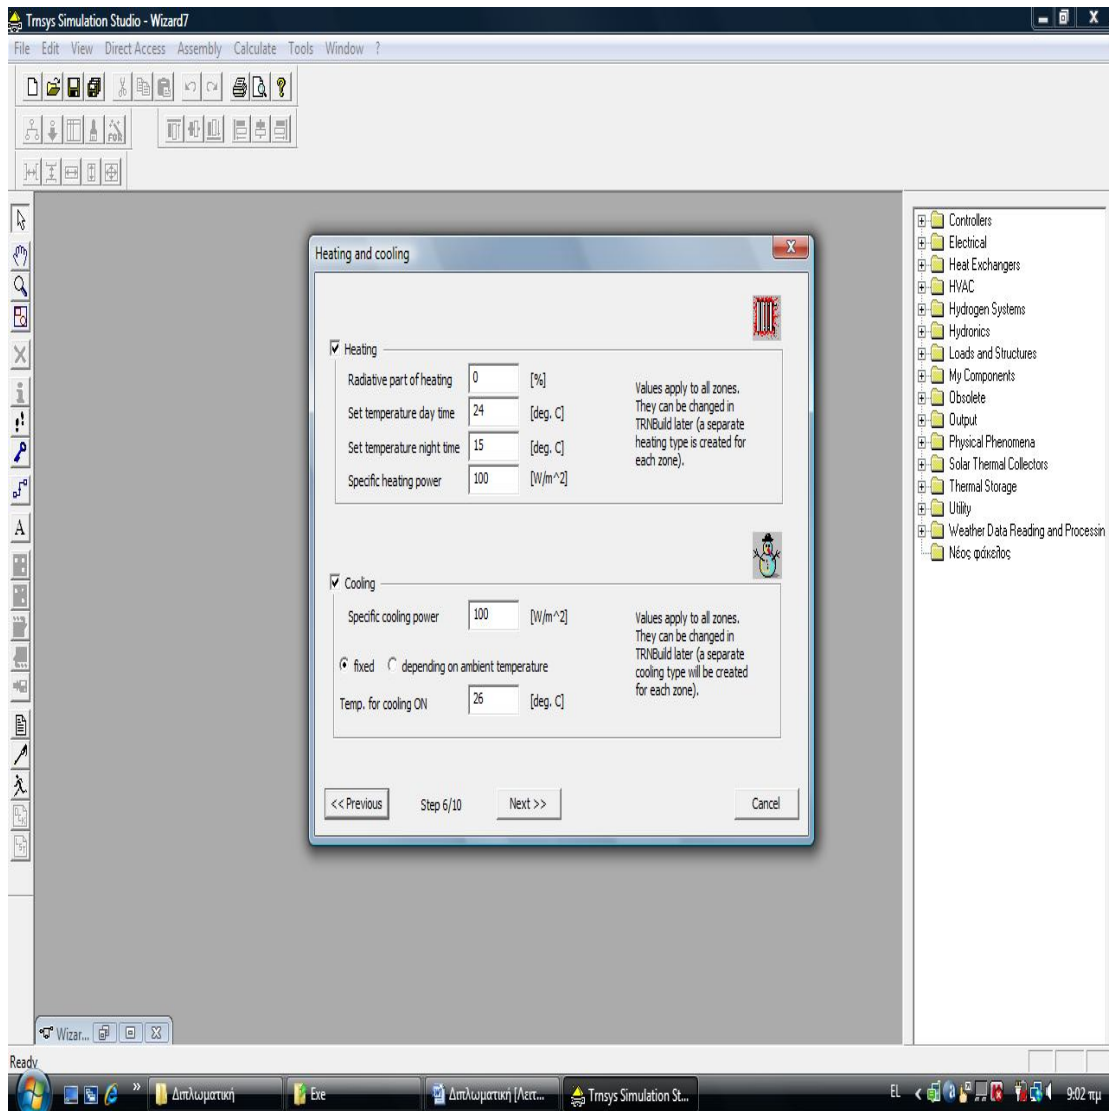 Trnsys Simulation Studio - Wizard7
File Edit View Direct Access Assembly Calculate Tools Window ?
Heating and cooling
Heating
Radiative part of heating 0 [%]
Set temperature day time 24 [deg. C]
Set temperature night time 15 [deg. C]
Specific heating power 100 [W/m^2]
Values apply to all zones.
They can be changed in
TRNBuild later (a separate
heating type is created for
each zone).
Cooling
Specific cooling power 100 [W/m^2]
fixed depending on ambient temperature
Temp. for cooling ON 26 [deg. C]
Values apply to all zones.
They can be changed in
TRNBuild later (a separate
cooling type will be created
for each zone).
<< Previous Step 6/10 Next >> Cancel
Controllers
Electrical
Heat Exchangers
HVAC
Hydrogen Systems
Hydronics
Loads and Structures
My Components
Obsolete
Output
Physical Phenomena
Solar Thermal Collectors
Thermal Storage
Utility
Weather Data Reading and Processin
Νέος φάκελος
Wizar...
Ready
Διπλωματική Exe Διπλωματική [Λειτ... Trnsys Simulation St... EL 9:02 πμ